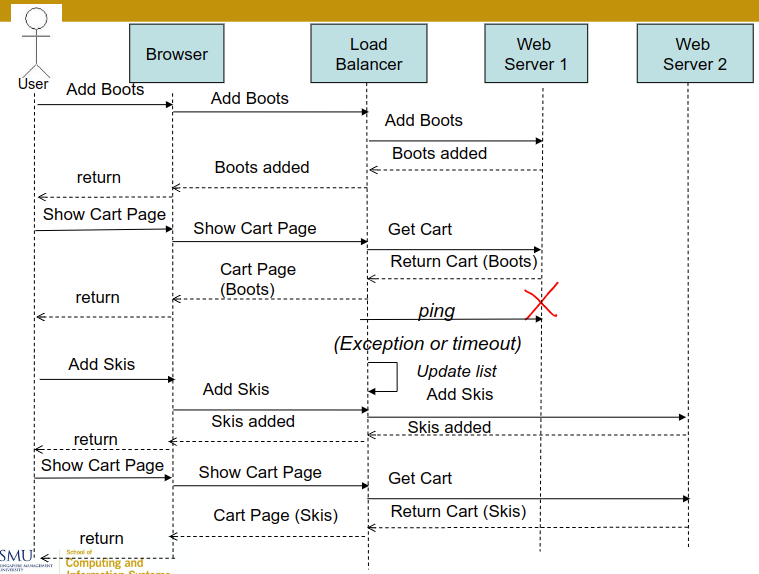 User
Browser
Load
Balancer
Web
Server 1
Web
Server 2
Add Boots
Add Boots
Add Boots
Boots added
Boots added
return
Show Cart Page
Show Cart Page
Get Cart
Return Cart (Boots)
Cart Page
(Boots)
return
ping
(Exception or timeout)
Update list
Add Skis
Add Skis
Add Skis
Skis added
Skis added
return
Show Cart Page
Show Cart Page
Get Cart
Return Cart (Skis)
Cart Page (Skis)
return
SMU
SINGAPORE MANAGEMENT
UNIVERSITY
School of
Computing and
Information Systems